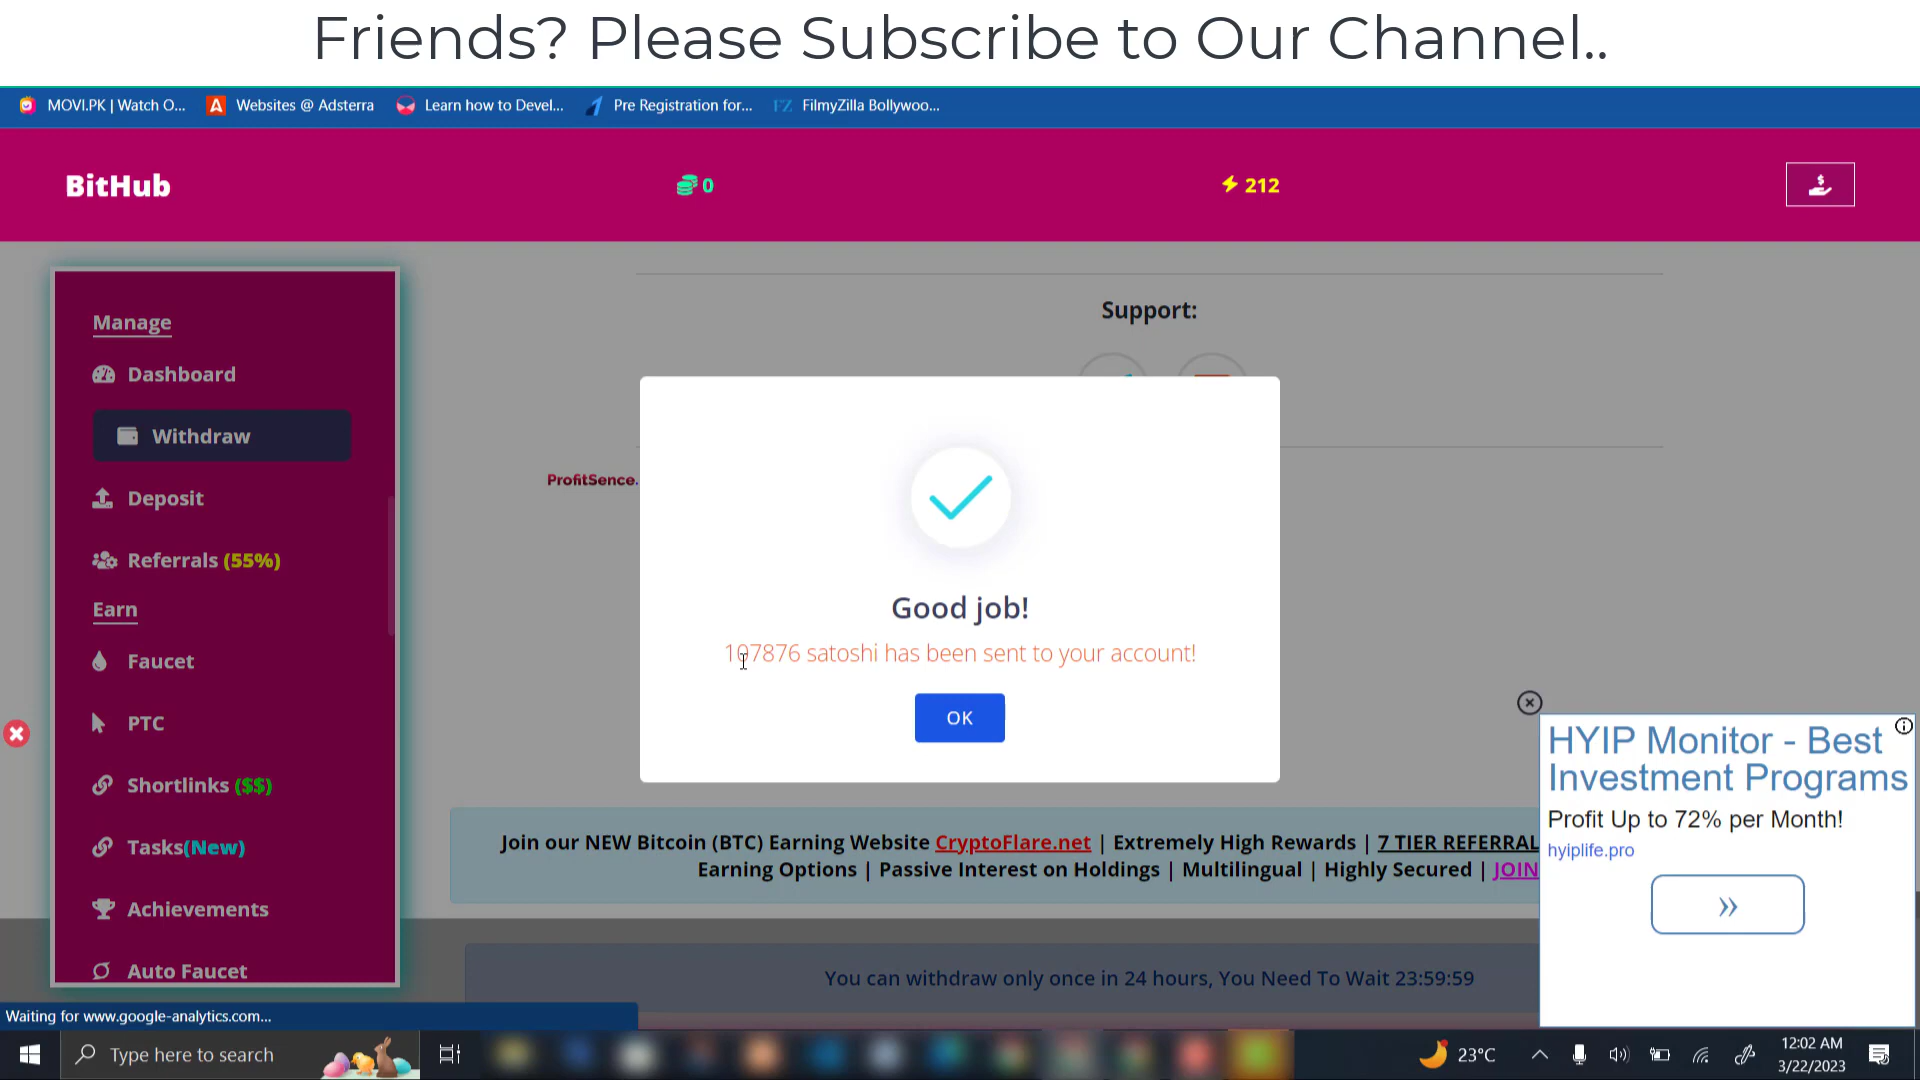 Friends? Please Subscribe to Our Channel..
MOVI.PK | Watch O...
Websites @ Adsterra
Learn how to Devel...
Pre Registration for...
FZ FilmyZilla Bollywoo...
BitHub
0
212
Manage
Dashboard
Withdraw
Deposit
Referrals (55%)
Earn
Faucet
PTC
Shortlinks ($$)
Tasks(New)
Achievements
Auto Faucet
Support:
ProfitSence.
Good job!
107876 satoshi has been sent to your account!
OK
Join our NEW Bitcoin (BTC) Earning Website CryptoFlare.net | Extremely High Rewards | 7 TIER REFERRAL
Earning Options | Passive Interest on Holdings | Multilingual | Highly Secured | JOIN
You can withdraw only once in 24 hours, You Need To Wait 23:59:59
HYIP Monitor - Best
Investment Programs
Profit Up to 72% per Month!
hyiplife.pro
Waiting for www.google-analytics.com...
Type here to search
23°C
12:02 AM
3/22/2023